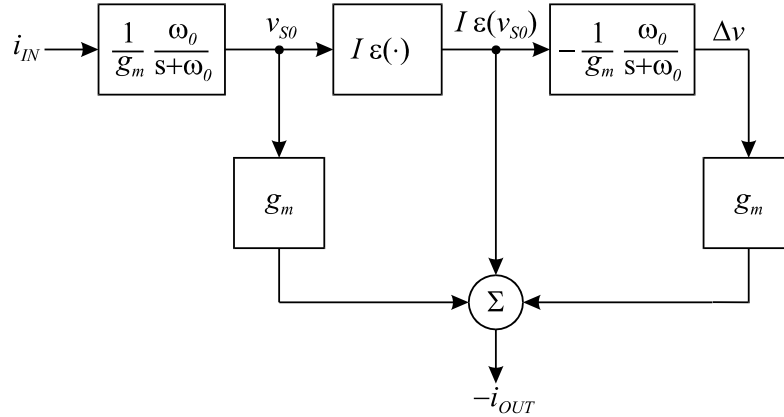 i_IN
1/g_m ω_0/(s+ω_0)
v_S0
I ε(·)
I ε(v_S0)
− 1/g_m ω_0/(s+ω_0)
Δv
g_m
g_m
Σ
−i_OUT